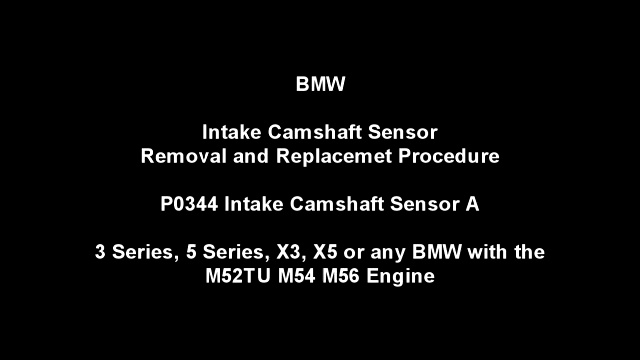 BMW
Intake Camshaft Sensor
Removal and Replacemet Procedure
P0344 Intake Camshaft Sensor A
3 Series, 5 Series, X3, X5 or any BMW with the
M52TU M54 M56 Engine